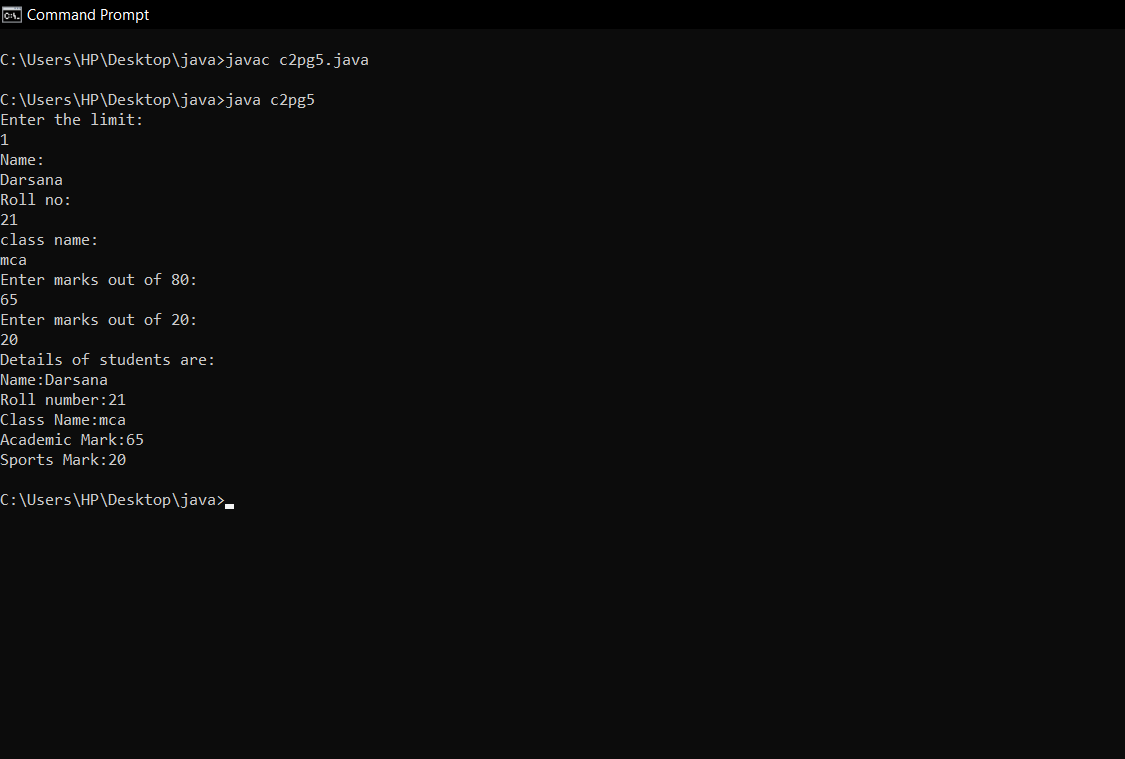 Command Prompt
C:\Users\HP\Desktop\java>javac c2pg5.java
C:\Users\HP\Desktop\java>java c2pg5
Enter the limit:
1
Name:
Darsana
Roll no:
21
class name:
mca
Enter marks out of 80:
65
Enter marks out of 20:
20
Details of students are:
Name:Darsana
Roll number:21
Class Name:mca
Academic Mark:65
Sports Mark:20
C:\Users\HP\Desktop\java>